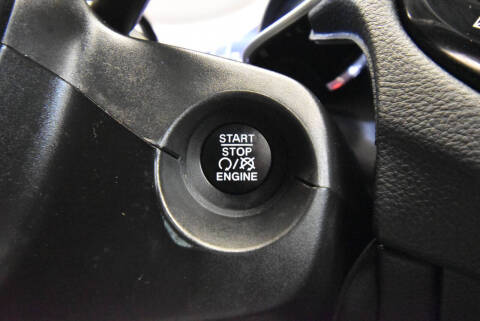 START
STOP
/
ENGINE